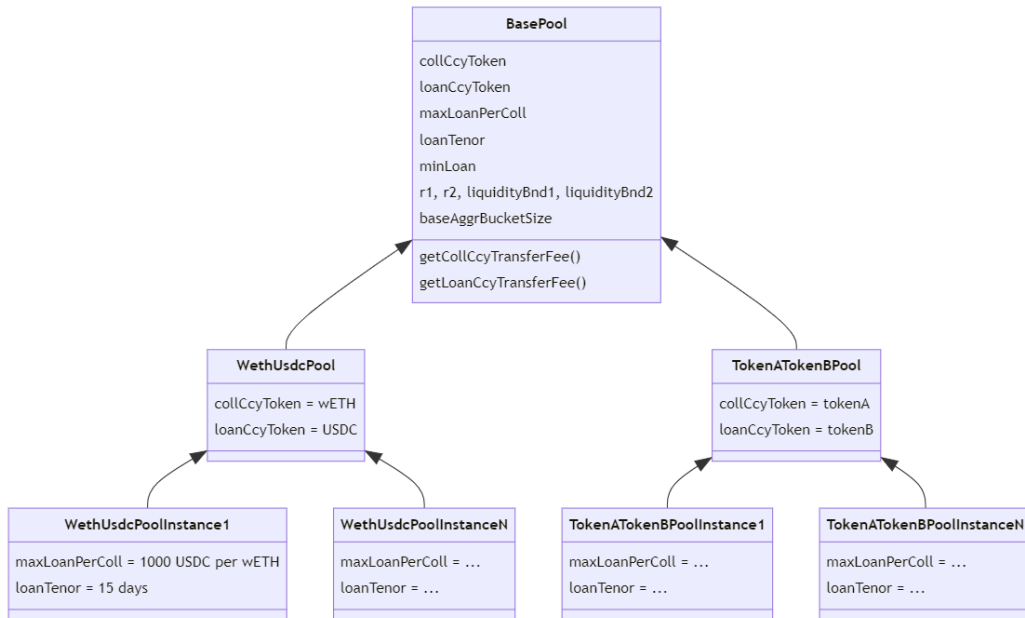 BasePool
collCcyToken
loanCcyToken
maxLoanPerColl
loanTenor
minLoan
r1, r2, liquidityBnd1, liquidityBnd2
baseAggrBucketSize
getCollCcyTransferFee()
getLoanCcyTransferFee()
WethUsdcPool
collCcyToken = wETH
loanCcyToken = USDC
TokenATokenBPool
collCcyToken = tokenA
loanCcyToken = tokenB
WethUsdcPoolInstance1
maxLoanPerColl = 1000 USDC per wETH
loanTenor = 15 days
WethUsdcPoolInstanceN
maxLoanPerColl = ...
loanTenor = ...
TokenATokenBPoolInstance1
maxLoanPerColl = ...
loanTenor = ...
TokenATokenBPoolInstanceN
maxLoanPerColl = ...
loanTenor = ...